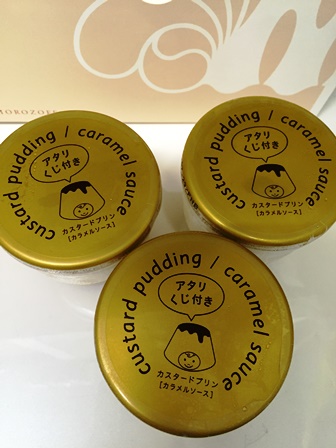 MOROZOFF
custard pudding / caramel sauce
アタリ
くじ付き
カスタードプリン
[カラメルソース]
custard pudding / caramel sauce
アタリ
くじ付き
カスタードプリン
[カラメルソース]
custard pudding / caramel sauce
アタリ
くじ付き
カスタードプリン
[カラメルソース]